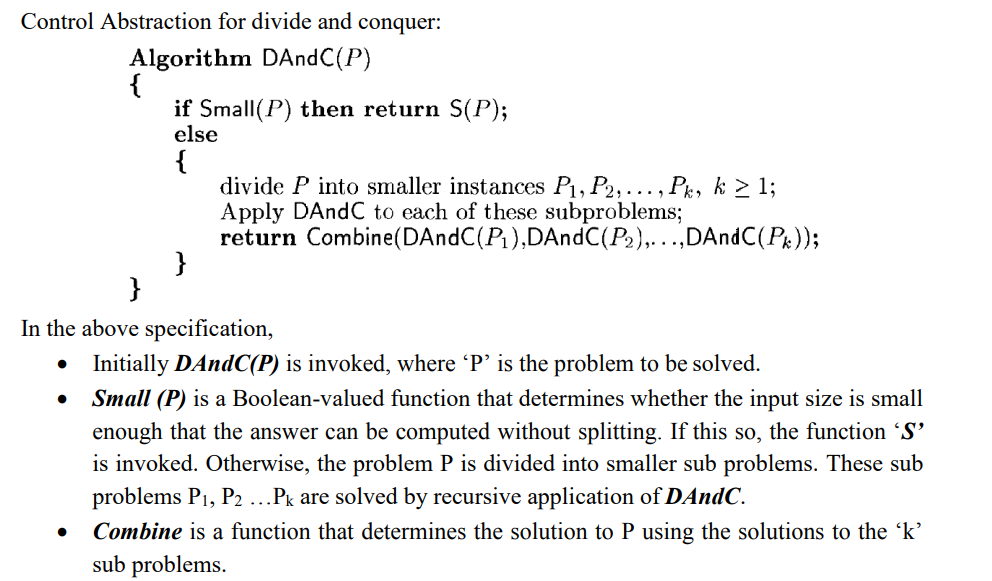 Control Abstraction for divide and conquer:
Algorithm DAndC(P)
{
if Small(P) then return S(P);
else
{
divide P into smaller instances P₁, P₂, . . . , Pₖ, k ≥ 1;
Apply DAndC to each of these subproblems;
return Combine(DAndC(P₁),DAndC(P₂),. . .,DAndC(Pₖ));
}
}
In the above specification,
• Initially DAndC(P) is invoked, where ‘P’ is the problem to be solved.
• Small (P) is a Boolean-valued function that determines whether the input size is small
enough that the answer can be computed without splitting. If this so, the function ‘S’
is invoked. Otherwise, the problem P is divided into smaller sub problems. These sub
problems P₁, P₂ …Pₖ are solved by recursive application of DAndC.
• Combine is a function that determines the solution to P using the solutions to the ‘k’
sub problems.